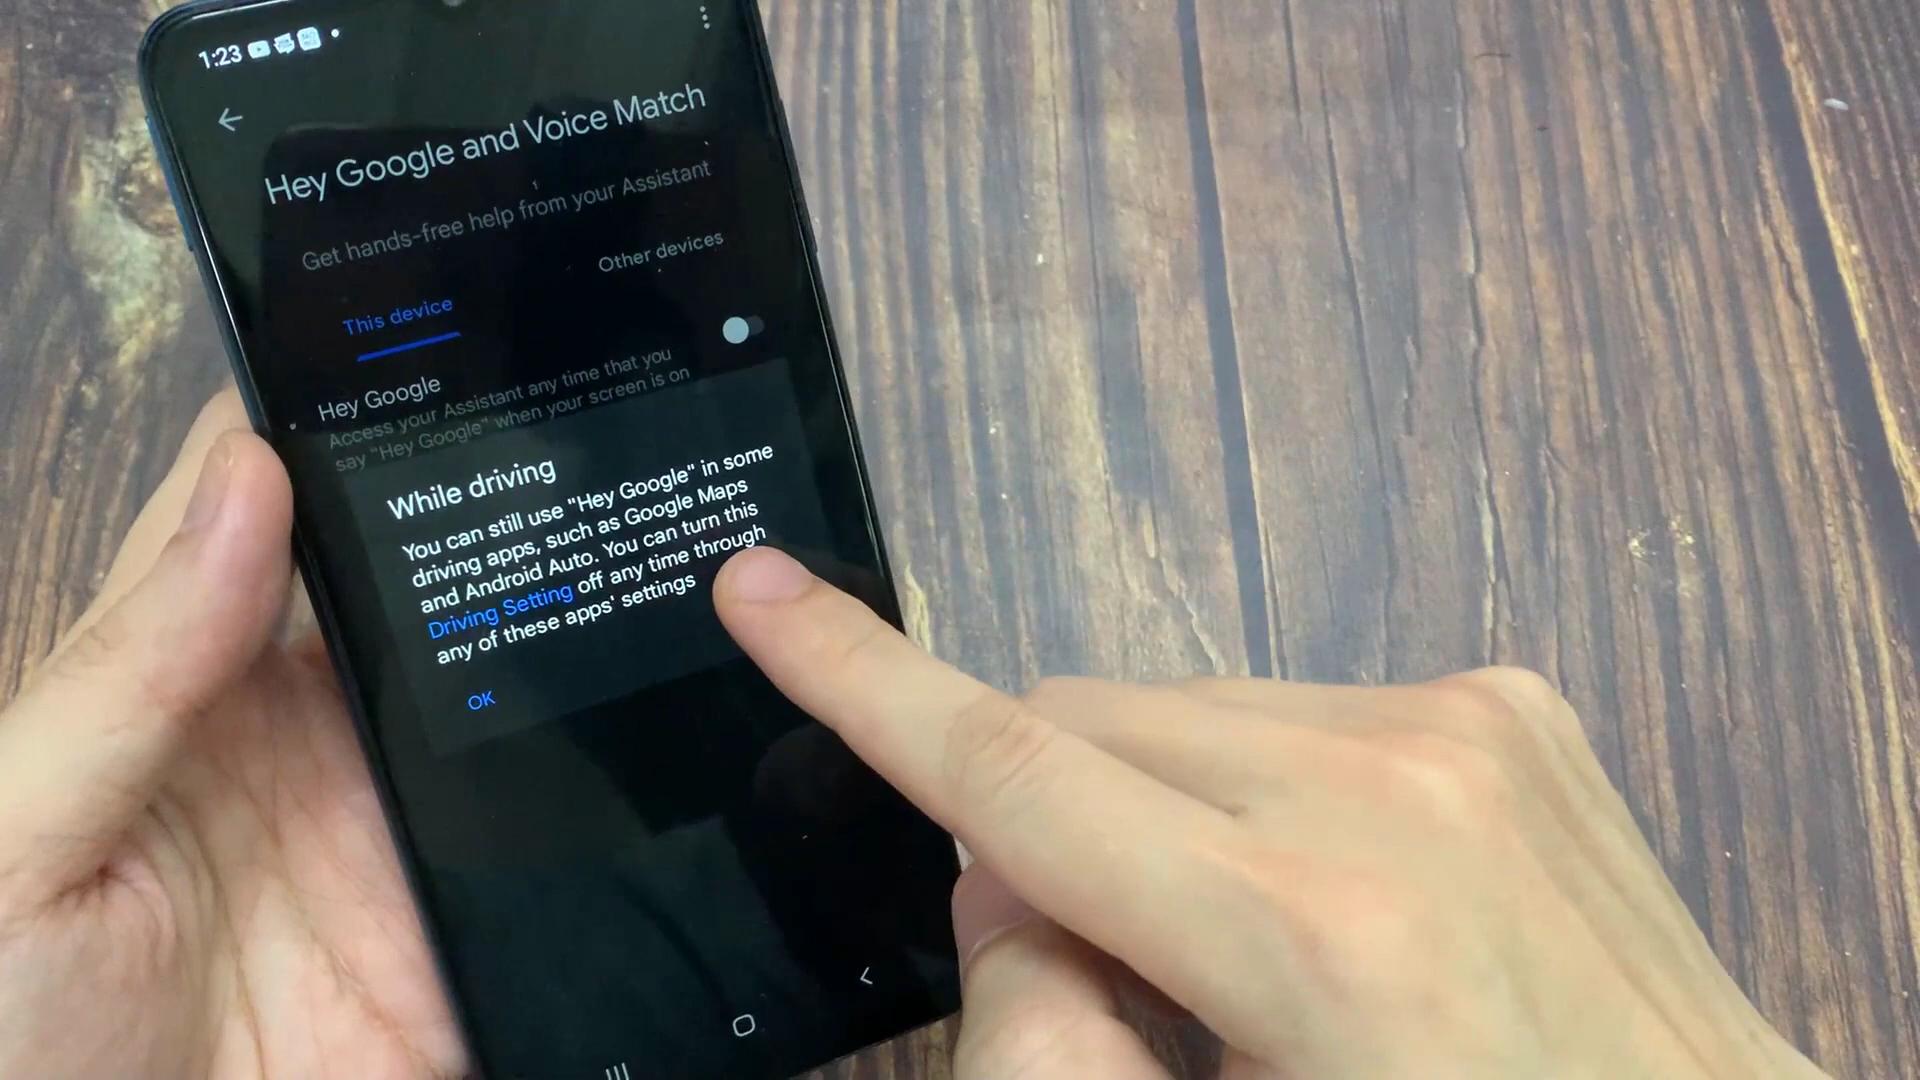 1:23
Hey Google and Voice Match
Get hands-free help from your Assistant
This device
Other devices
Hey Google
Access your Assistant any time that you
say "Hey Google" when your screen is on
While driving
You can still use "Hey Google" in some
driving apps, such as Google Maps
and Android Auto. You can turn this
Driving Setting off any time through
any of these apps' settings
OK